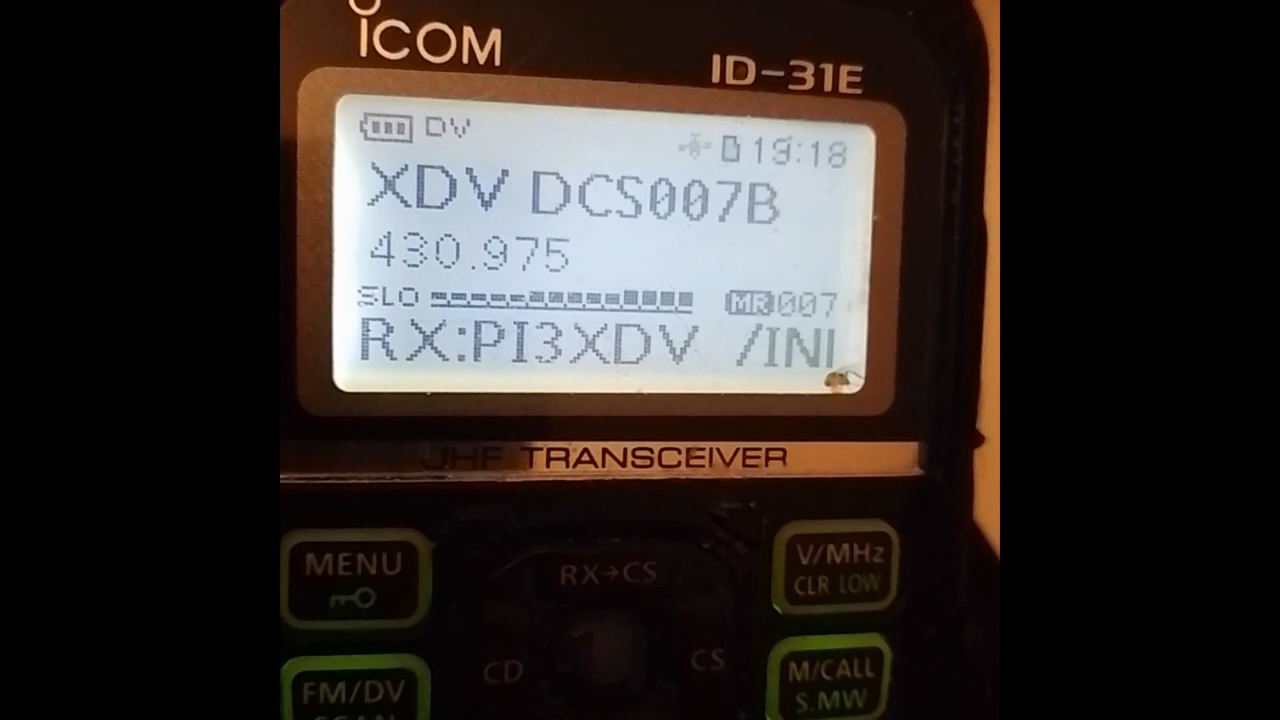 ICOM
ID-31E
DV 19:18
XDV DCS007B
430.975
SLO MR 007
RX:PI3XDV /INI
UHF TRANSCEIVER
MENU
RX→CS
V/MHz
CLR LOW
CD
CS
FM/DV
SCAN
M/CALL
S.MW